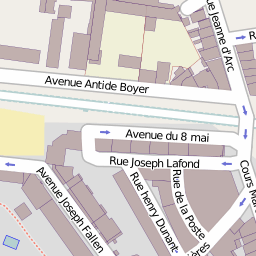 Rue Jeanne d'Arc
R
Avenue Antide Boyer
Avenue du 8 mai
Rue Joseph Lafond
Cours Ma
Avenue Joseph Fallen
Rue henry Dunant
Rue de la Poste
ères